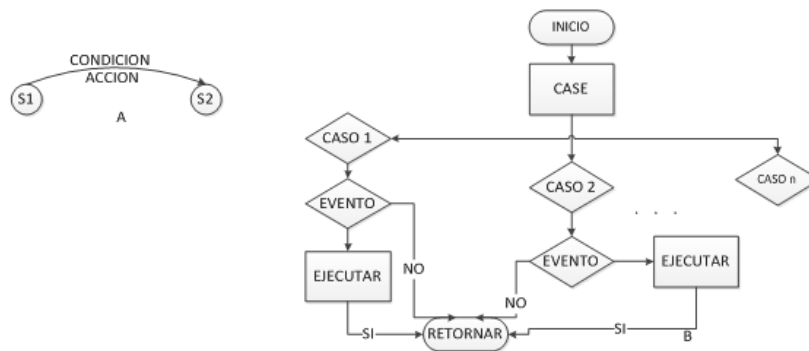 CONDICION
ACCION
S1
S2
A
INICIO
CASE
CASO 1
CASO 2
CASO n
. . .
EVENTO
EJECUTAR
NO
SI
EVENTO
EJECUTAR
NO
SI
B
RETORNAR